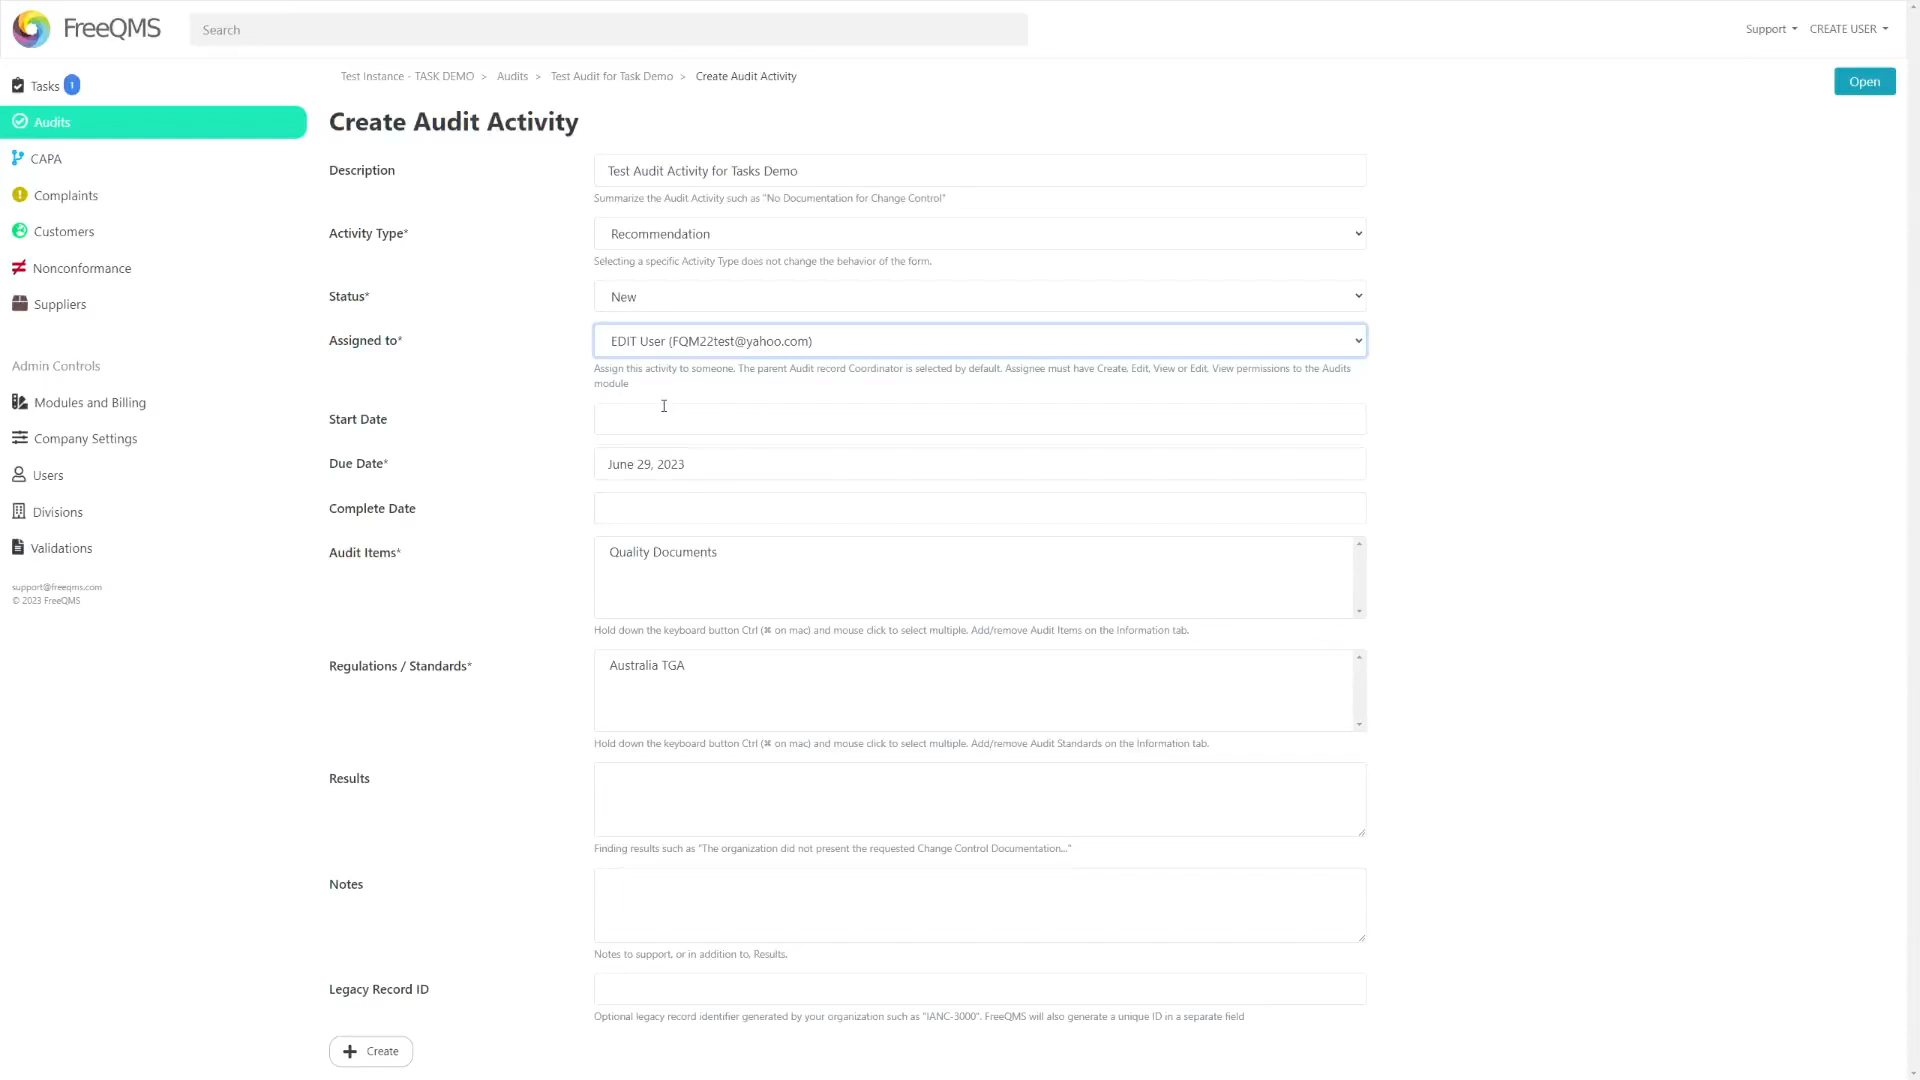 FreeQMS
Search
Support
CREATE USER
Tasks 1
Audits
CAPA
Complaints
Customers
Nonconformance
Suppliers
Admin Controls
Modules and Billing
Company Settings
Users
Divisions
Validations
support@freeqms.com
© 2023 FreeQMS
Test Instance - TASK DEMO > Audits > Test Audit for Task Demo > Create Audit Activity
Open
Create Audit Activity
Description
Test Audit Activity for Tasks Demo
Summarize the Audit Activity such as "No Documentation for Change Control"
Activity Type*
Recommendation
Selecting a specific Activity Type does not change the behavior of the form.
Status*
New
Assigned to*
EDIT User (FQM22test@yahoo.com)
Assign this activity to someone. The parent Audit record Coordinator is selected by default. Assignee must have Create, Edit, View or Edit, View permissions to the Audits
module
Start Date
Due Date*
June 29, 2023
Complete Date
Audit Items*
Quality Documents
Hold down the keyboard button Ctrl (⌘ on mac) and mouse click to select multiple. Add/remove Audit Items on the Information tab.
Regulations / Standards*
Australia TGA
Hold down the keyboard button Ctrl (⌘ on mac) and mouse click to select multiple. Add/remove Audit Standards on the Information tab.
Results
Finding results such as "The organization did not present the requested Change Control Documentation..."
Notes
Notes to support, or in addition to, Results.
Legacy Record ID
Optional legacy record identifier generated by your organization such as "IANC-3000". FreeQMS will also generate a unique ID in a separate field
Create